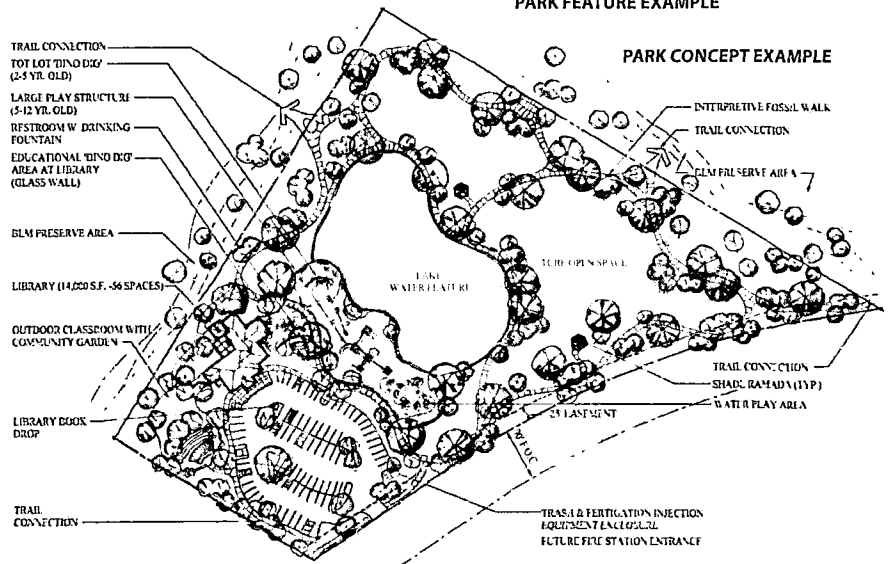 PARK FEATURE EXAMPLE
PARK CONCEPT EXAMPLE
TRAIL CONNECTION
TOT LOT 'DINO DIG'
(2-5 YR. OLD)
LARGE PLAY STRUCTURE
(5-12 YR. OLD)
RESTROOM W. DRINKING
FOUNTAIN
EDUCATIONAL 'DINO DIG'
AREA AT LIBRARY
(GLASS WALL)
BLM PRESERVE AREA
LIBRARY (14,000 S.F. -56 SPACES)
OUTDOOR CLASSROOM WITH
COMMUNITY GARDEN
LIBRARY BOOK
DROP
TRAIL
CONNECTION
INTERPRETIVE FOSSIL WALK
TRAIL CONNECTION
BLM PRESERVE AREA
LAKE
WATER FEATURE
TURF OPEN SPACE
TRAIL CONNECTION
SHADE RAMADA (TYP.)
WATER PLAY AREA
25' EASEMENT
TRASH & FERTIGATION INJECTION
EQUIPMENT ENCLOSURE
FUTURE FIRE STATION ENTRANCE